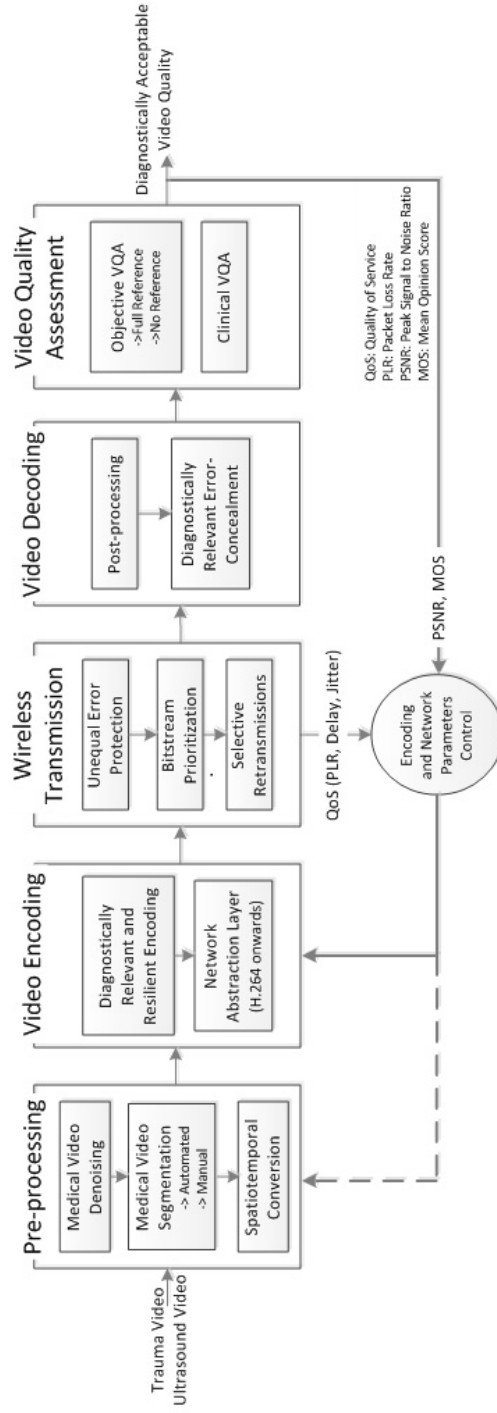 Trauma Video
Ultrasound Video
Pre-processing
Medical Video
Denoising
Medical Video
Segmentation
-> Automated
-> Manual
Spatiotemporal
Conversion
Video Encoding
Diagnostically
Relevant and
Resilient Encoding
Network
Abstraction Layer
(H.264 onwards)
Wireless
Transmission
Unequal Error
Protection
Bitstream
Prioritization
.
Selective
Retransmissions
QoS (PLR, Delay, Jitter)
Video Decoding
Post-processing
Diagnostically
Relevant Error-
Concealment
Video Quality
Assessment
Objective VQA
->Full Reference
->No Reference
Clinical VQA
Diagnostically Acceptable
Video Quality
QoS: Quality of Service
PLR: Packet Loss Rate
PSNR: Peak Signal to Noise Ratio
MOS: Mean Opinion Score
PSNR, MOS
Encoding
and Network
Parameters
Control